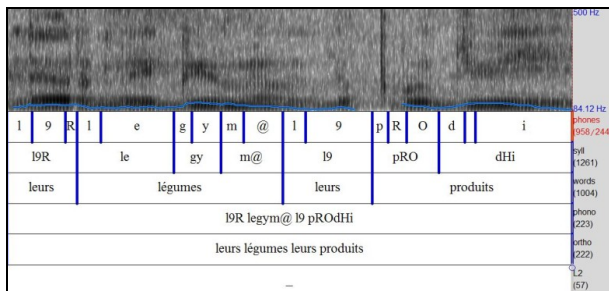 500 Hz
84.12 Hz
l 9 R l e g y m @ l 9 p R O d i phones (958/244
l9R le gy m@ l9 pRO dHi syll (1261)
leurs légumes leurs produits words (1004)
l9R legym@ l9 pROdHi phono (223)
leurs légumes leurs produits ortho (222)
– L2 (57)